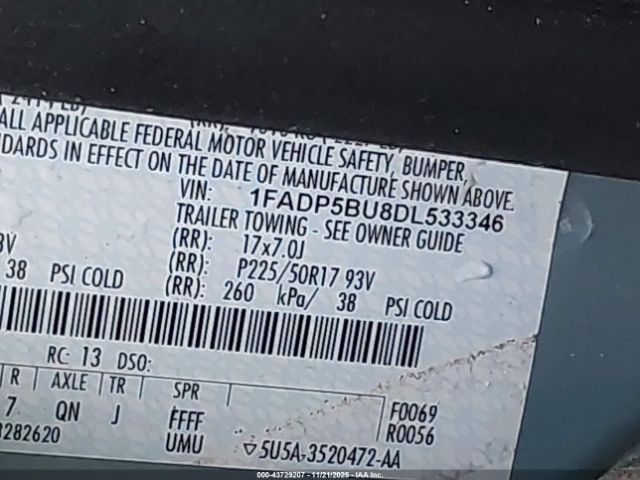 ALL APPLICABLE FEDERAL MOTOR VEHICLE SAFETY, BUMPER,
IN EFFECT ON THE DATE OF MANUFACTURE SHOWN ABOVE.
VIN: 1FADP5BU8DL533346
TRAILER TOWING - SEE OWNER GUIDE
(RR): 17x7.0J
(RR): P225/50R17 93V
38 PSI COLD (RR): 260 kPa/ 38 PSI COLD
RC: 13 DSO:
R AXLE TR SPR F0069
7 QN J FFFF R0056
282620 UMU ▽5U5A-3520472-AA
000-43729207 - 11/21/2025 - IAA Inc.